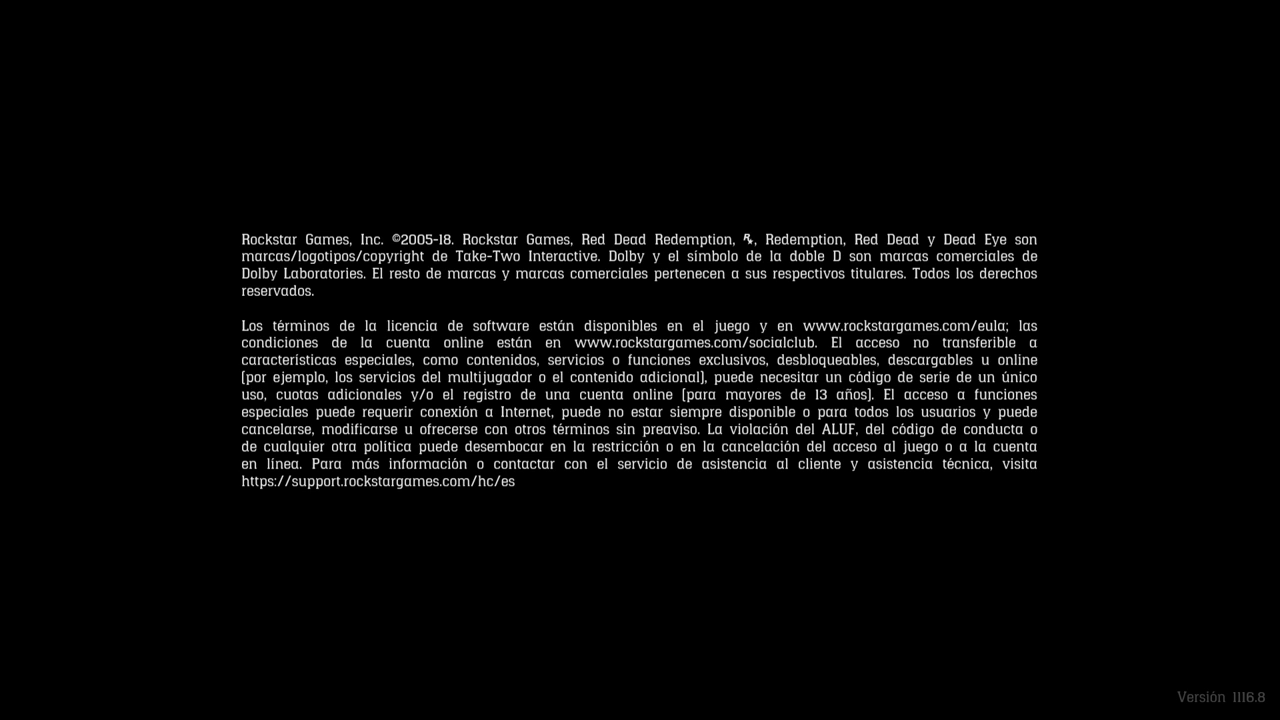 Rockstar Games, Inc. ©2005-18. Rockstar Games, Red Dead Redemption, R★, Redemption, Red Dead y Dead Eye son
marcas/logotipos/copyright de Take-Two Interactive. Dolby y el símbolo de la doble D son marcas comerciales de
Dolby Laboratories. El resto de marcas y marcas comerciales pertenecen a sus respectivos titulares. Todos los derechos
reservados.
Los términos de la licencia de software están disponibles en el juego y en www.rockstargames.com/eula; las
condiciones de la cuenta online están en www.rockstargames.com/socialclub. El acceso no transferible a
características especiales, como contenidos, servicios o funciones exclusivos, desbloqueables, descargables u online
(por ejemplo, los servicios del multijugador o el contenido adicional), puede necesitar un código de serie de un único
uso, cuotas adicionales y/o el registro de una cuenta online (para mayores de 13 años). El acceso a funciones
especiales puede requerir conexión a Internet, puede no estar siempre disponible o para todos los usuarios y puede
cancelarse, modificarse u ofrecerse con otros términos sin preaviso. La violación del ALUF, del código de conducta o
de cualquier otra política puede desembocar en la restricción o en la cancelación del acceso al juego o a la cuenta
en línea. Para más información o contactar con el servicio de asistencia al cliente y asistencia técnica, visita
https://support.rockstargames.com/hc/es
Versión 1116.8